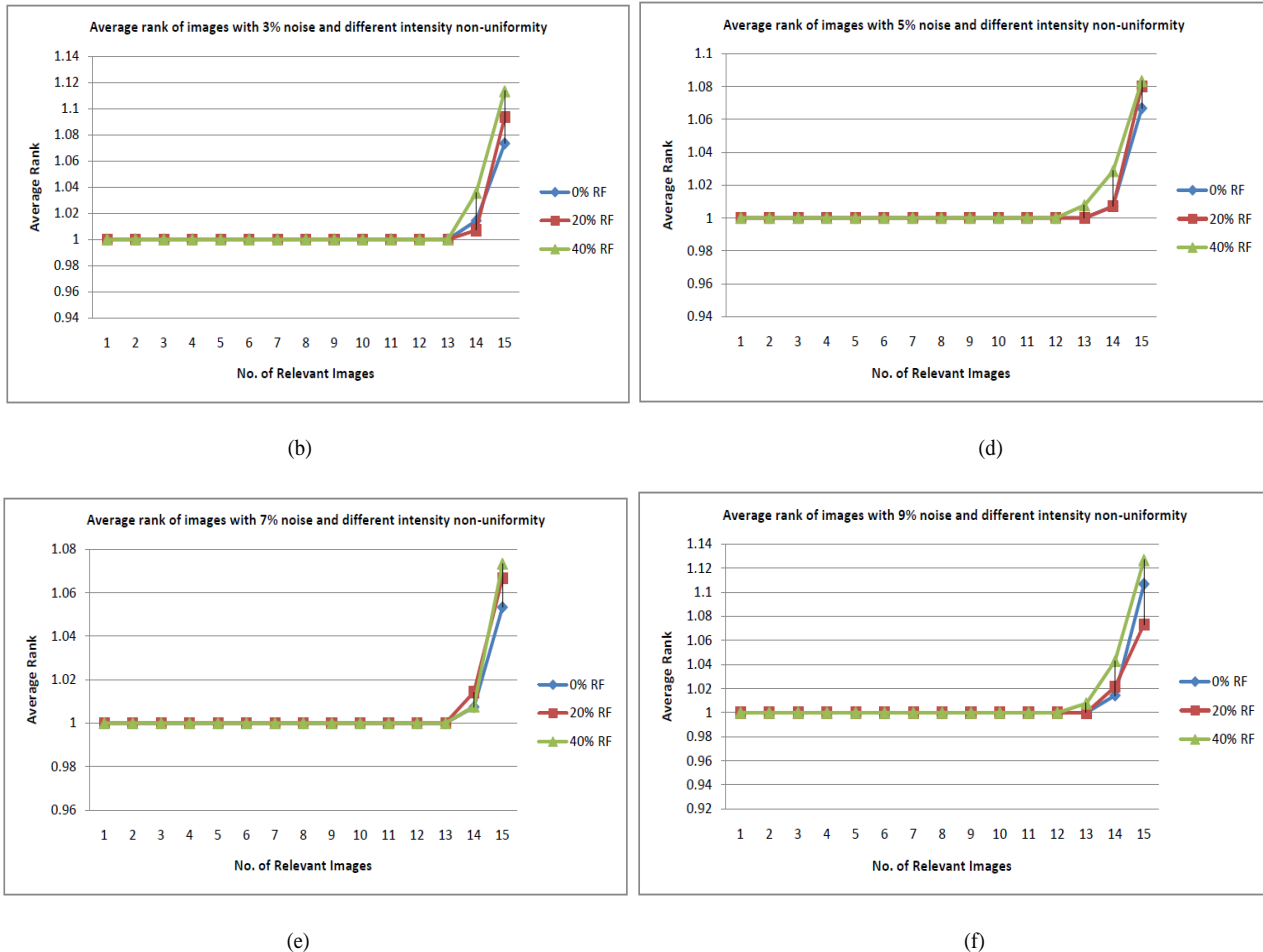 Average rank of images with 3% noise and different intensity non-uniformity
1.14
1.12
1.1
1.08
1.06
1.04
1.02
1
0.98
0.96
0.94
Average Rank
1 2 3 4 5 6 7 8 9 10 11 12 13 14 15
No. of Relevant Images
0% RF
20% RF
40% RF
(b)
Average rank of images with 5% noise and different intensity non-uniformity
1.1
1.08
1.06
1.04
1.02
1
0.98
0.96
0.94
Average Rank
1 2 3 4 5 6 7 8 9 10 11 12 13 14 15
No. of Relevant Images
0% RF
20% RF
40% RF
(d)
Average rank of images with 7% noise and different intensity non-uniformity
1.08
1.06
1.04
1.02
1
0.98
0.96
Average Rank
1 2 3 4 5 6 7 8 9 10 11 12 13 14 15
No. of Relevant Images
0% RF
20% RF
40% RF
(e)
Average rank of images with 9% noise and different intensity non-uniformity
1.14
1.12
1.1
1.08
1.06
1.04
1.02
1
0.98
0.96
0.94
0.92
Average Rank
1 2 3 4 5 6 7 8 9 10 11 12 13 14 15
No. of Relevant Images
0% RF
20% RF
40% RF
(f)